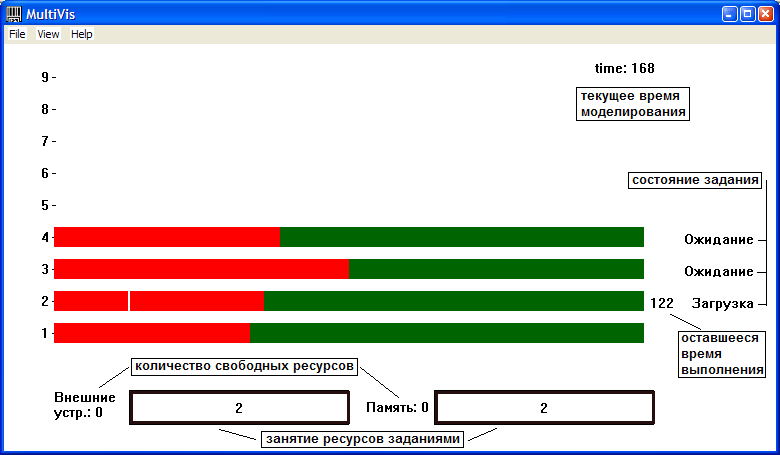 MultiVis
File View Help
time: 168
текущее время
моделирования
9
8
7
6
состояние задания
5
4 Ожидание
3 Ожидание
2 122 Загрузка
1
оставшееся
время
выполнения
количество свободных ресурсов
Внешние
устр.: 0
2
Память: 0
2
занятие ресурсов заданиями